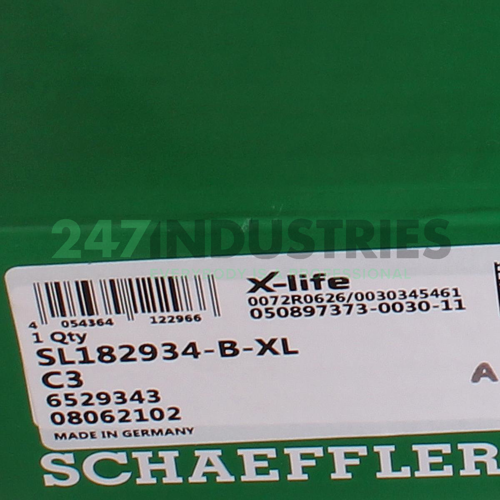 247INDUSTRIES
X-life
0072R0626/0030345461
050897373-0030-11
4 054364 122966
1 Qty
SL182934-B-XL
C3
6529343
08062102
MADE IN GERMANY
A
SCHAEFFLER